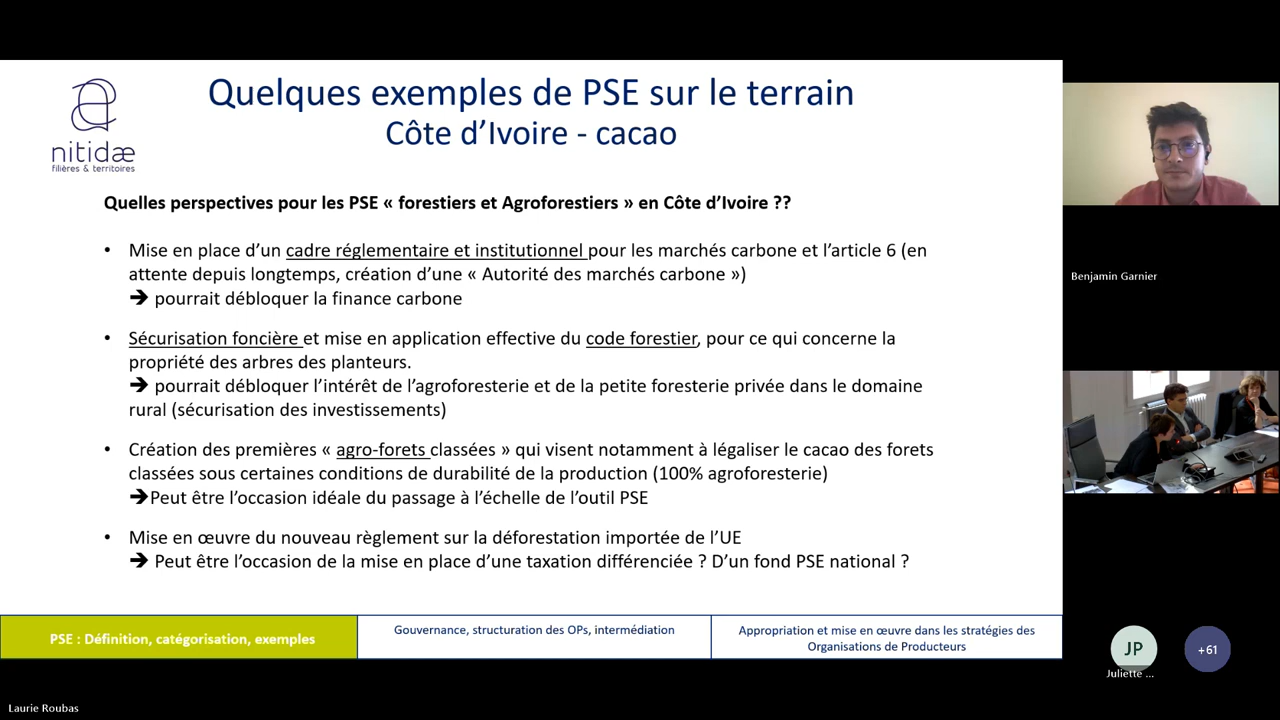 nitidæ
filières & territoires
Quelques exemples de PSE sur le terrain
Côte d’Ivoire - cacao
Quelles perspectives pour les PSE « forestiers et Agroforestiers » en Côte d’Ivoire ??
• Mise en place d’un cadre réglementaire et institutionnel pour les marchés carbone et l’article 6 (en
attente depuis longtemps, création d’une « Autorité des marchés carbone »)
➔ pourrait débloquer la finance carbone
• Sécurisation foncière et mise en application effective du code forestier, pour ce qui concerne la
propriété des arbres des planteurs.
➔ pourrait débloquer l’intérêt de l’agroforesterie et de la petite foresterie privée dans le domaine
rural (sécurisation des investissements)
• Création des premières « agro-forets classées » qui visent notamment à légaliser le cacao des forets
classées sous certaines conditions de durabilité de la production (100% agroforesterie)
➔Peut être l’occasion idéale du passage à l’échelle de l’outil PSE
• Mise en œuvre du nouveau règlement sur la déforestation importée de l’UE
➔ Peut être l’occasion de la mise en place d’une taxation différenciée ? D’un fond PSE national ?
PSE : Définition, catégorisation, exemples
Gouvernance, structuration des OPs, intermédiation
Appropriation et mise en œuvre dans les stratégies des
Organisations de Producteurs
Benjamin Garnier
JP
+61
Juliette ...
Laurie Roubas